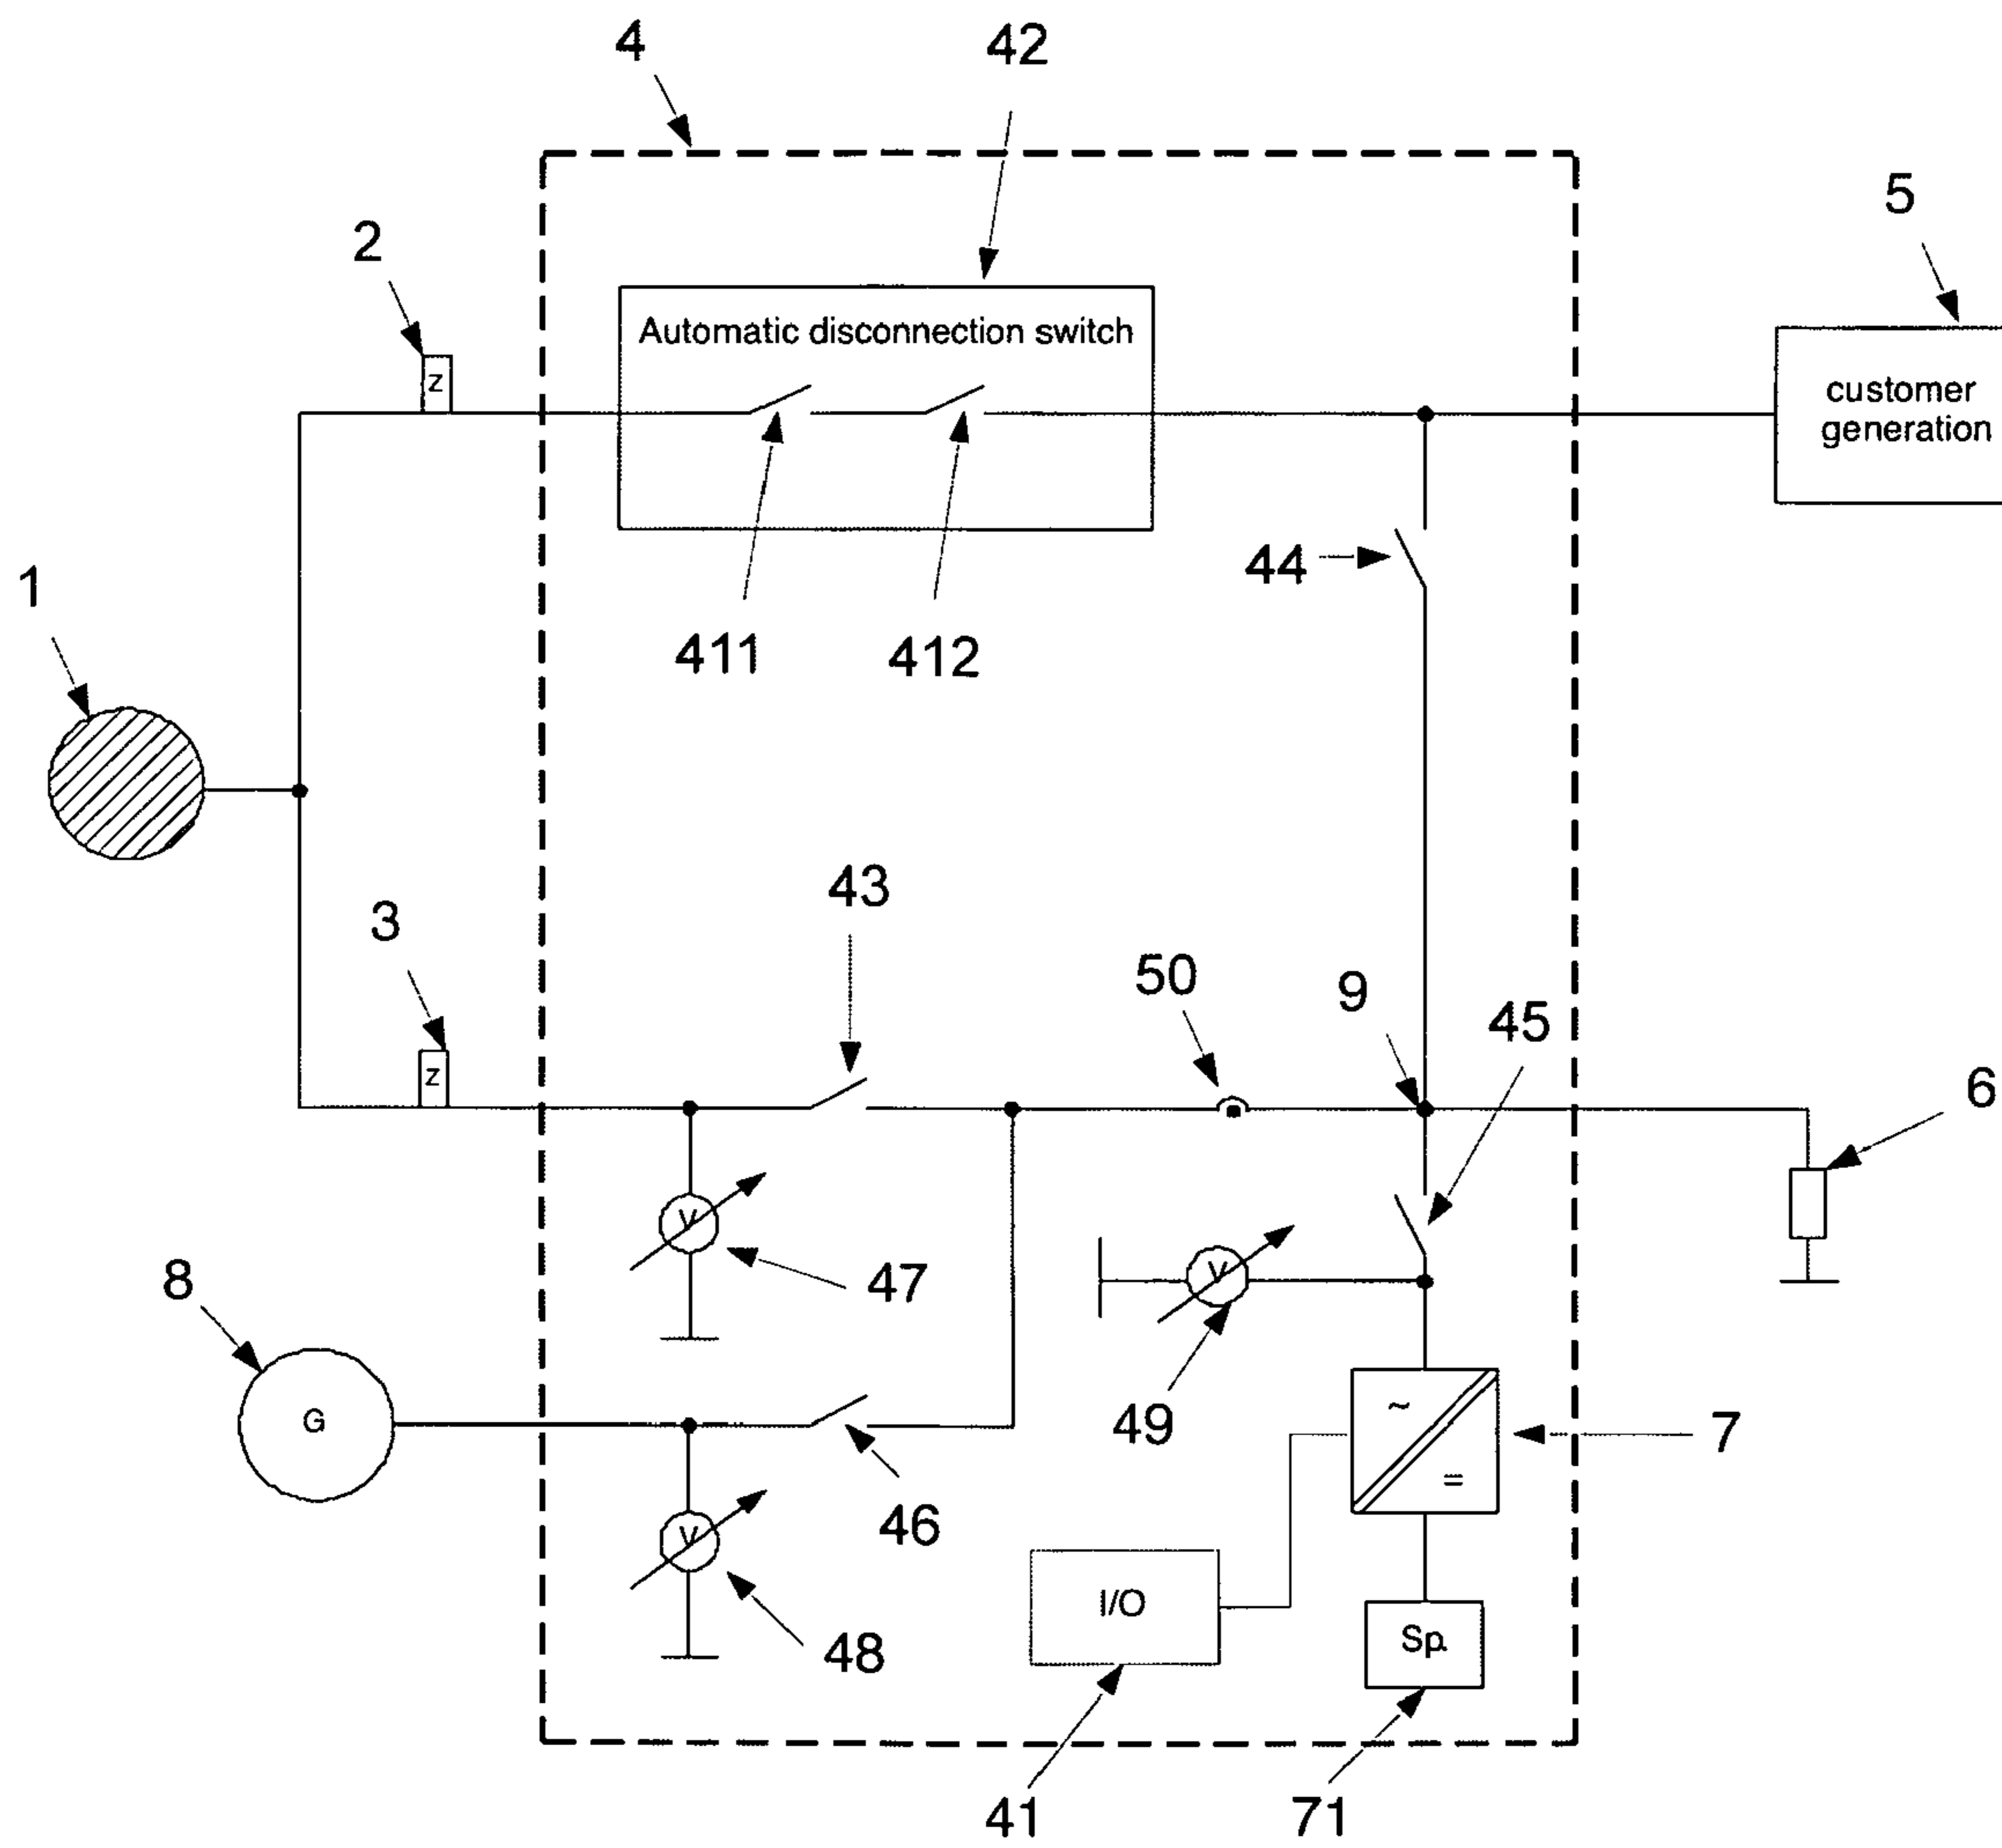 4
42
5
2
Automatic disconnection switch
z
customer
generation
44
411
412
1
43
3
50
9
45
z
6
V
47
8
V
49
G
~
7
=
46
V
I/O
Sp.
48
41
71